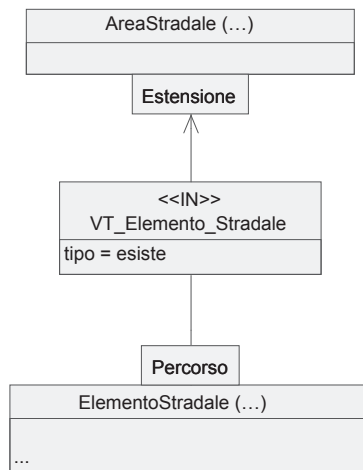 AreaStradale (…)
Estensione
<<IN>>
VT_Elemento_Stradale
tipo = esiste
Percorso
ElementoStradale (…)
...